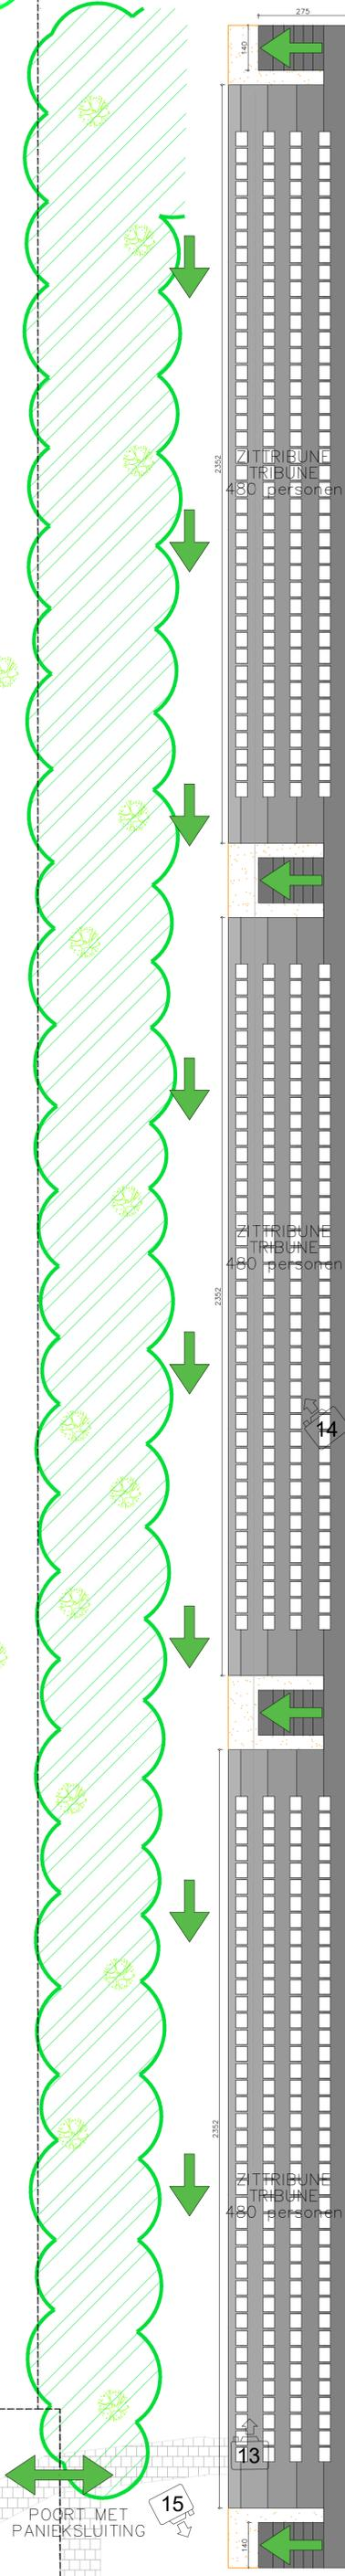 275
140
2352
ZITTRIBUNE
TRIBUNE
480 personen
2352
ZITTRIBUNE
TRIBUNE
480 personen
14
2352
ZITTRIBUNE
TRIBUNE
480 personen
13
15
POORT MET
PANIEKSLUITING
140